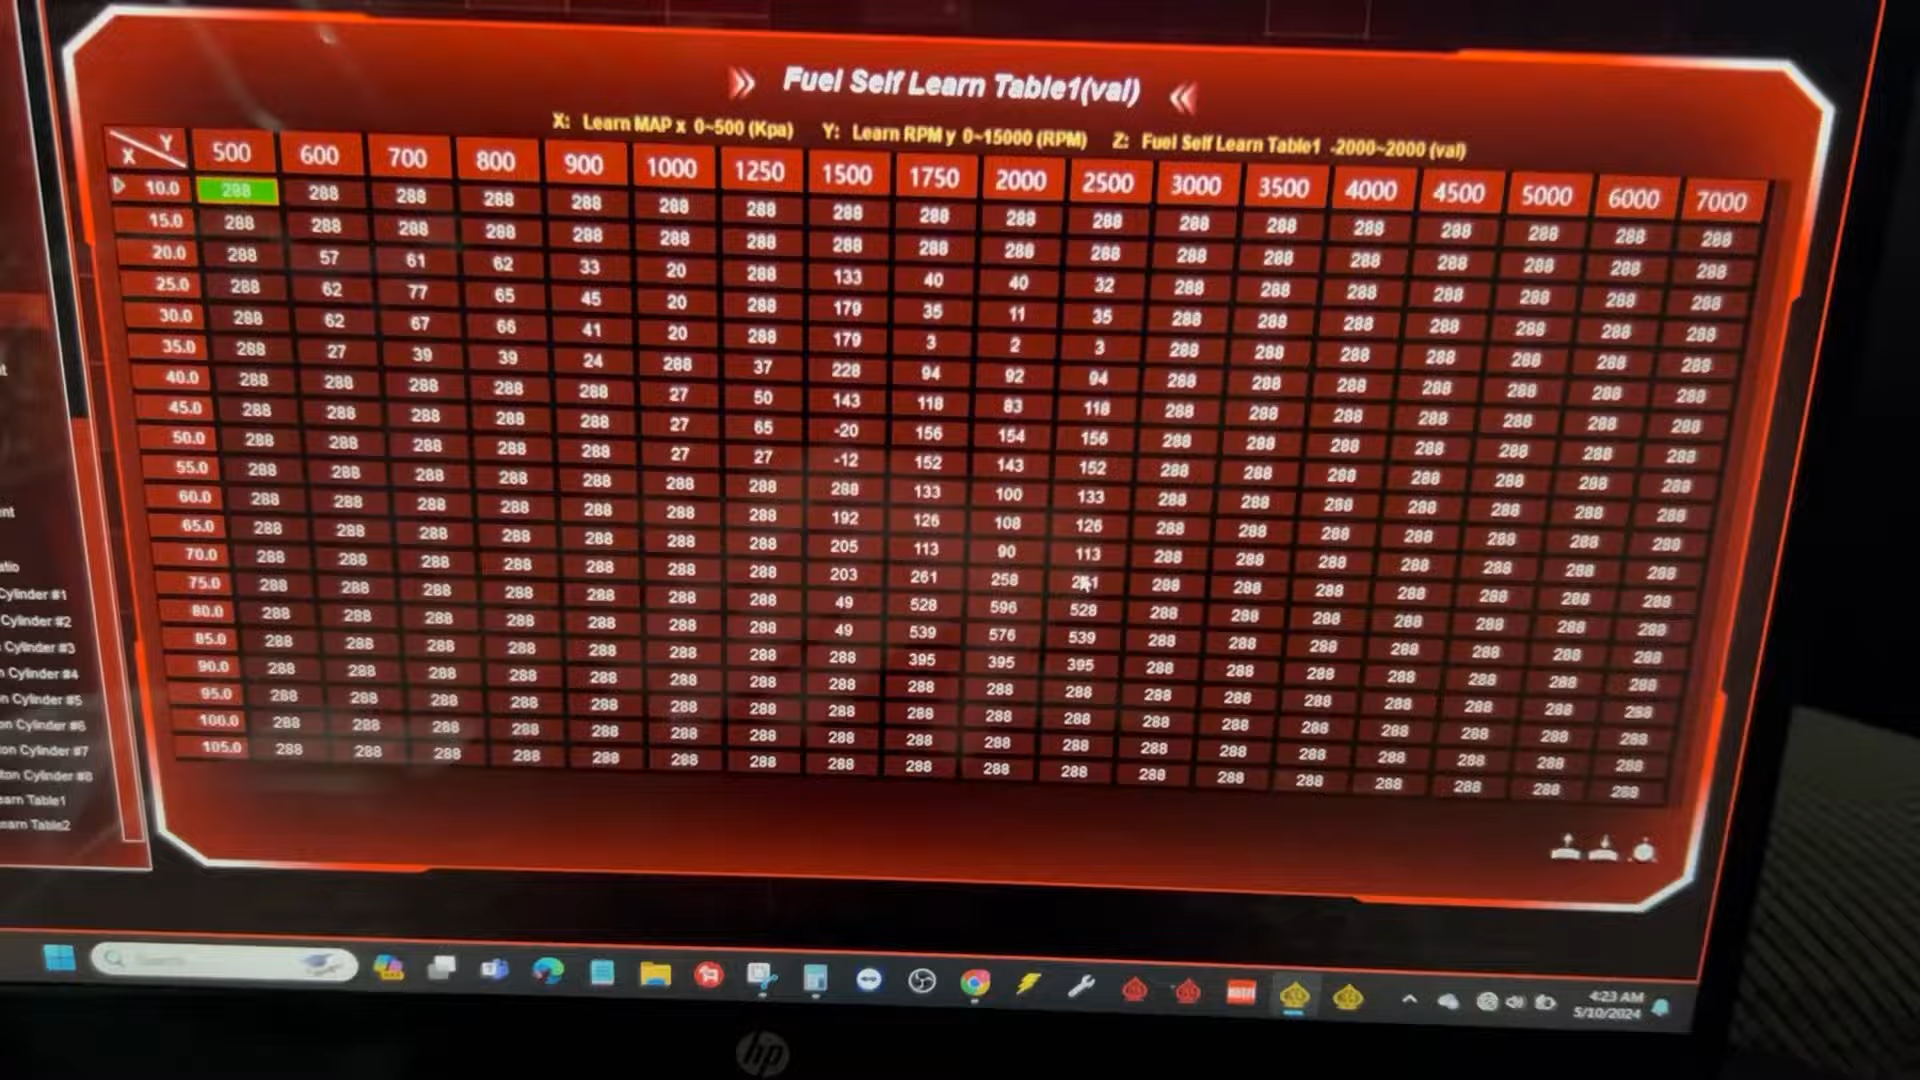 Fuel Self Learn Table1(val)
X: Learn MAP x 0~500 (Kpa) Y: Learn RPM y 0~15000 (RPM) Z: Fuel Self Learn Table1 -2000~2000 (val)
X Y 500 600 700 800 900 1000 1250 1500 1750 2000 2500 3000 3500 4000 4500 5000 6000 7000
10.0 288 288 288 288 288 288 288 288 288 288 288 288 288 288 288 288 288 288
15.0 288 288 288 288 288 288 288 288 288 288 288 288 288 288 288 288 288 288
20.0 288 57 61 62 33 20 288 133 40 40 32 288 288 288 288 288 288 288
25.0 288 62 77 65 45 20 288 179 35 11 35 288 288 288 288 288 288 288
30.0 288 62 67 66 41 20 288 179 3 2 3 288 288 288 288 288 288 288
35.0 288 27 39 39 24 288 37 228 94 92 94 288 288 288 288 288 288 288
40.0 288 288 288 288 288 27 50 143 118 83 118 288 288 288 288 288 288 288
45.0 288 288 288 288 288 27 65 -20 156 154 156 288 288 288 288 288 288 288
50.0 288 288 288 288 288 27 27 -12 152 143 152 288 288 288 288 288 288 288
55.0 288 288 288 288 288 288 288 288 133 100 133 288 288 288 288 288 288 288
60.0 288 288 288 288 288 288 288 192 126 108 126 288 288 288 288 288 288 288
65.0 288 288 288 288 288 288 288 205 113 90 113 288 288 288 288 288 288 288
70.0 288 288 288 288 288 288 288 203 261 258 261 288 288 288 288 288 288 288
75.0 288 288 288 288 288 288 288 49 528 596 528 288 288 288 288 288 288 288
80.0 288 288 288 288 288 288 288 49 539 576 539 288 288 288 288 288 288 288
85.0 288 288 288 288 288 288 288 288 395 395 395 288 288 288 288 288 288 288
90.0 288 288 288 288 288 288 288 288 288 288 288 288 288 288 288 288 288 288
95.0 288 288 288 288 288 288 288 288 288 288 288 288 288 288 288 288 288 288
100.0 288 288 288 288 288 288 288 288 288 288 288 288 288 288 288 288 288 288
105.0 288 288 288 288 288 288 288 288 288 288 288 288 288 288 288 288 288 288
Cylinder #1
Cylinder #2
Cylinder #3
Cylinder #4
Cylinder #5
Cylinder #6
Cylinder #7
Cylinder #8
Table1
Table2
4:23 AM
5/10/2024
hp